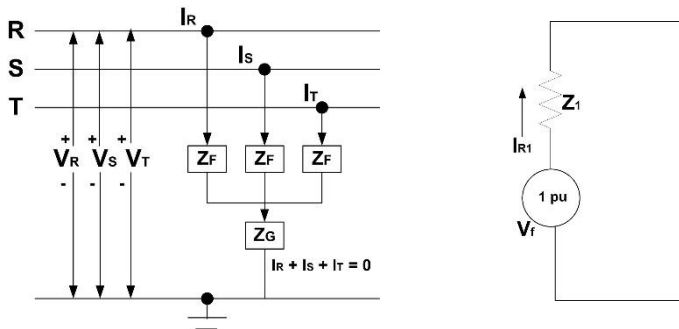 R
S
T
IR
IS
IT
+ + +
VR VS VT
- - -
ZF ZF ZF
ZG
IR + IS + IT = 0
Z1
IR1
1 pu
Vf